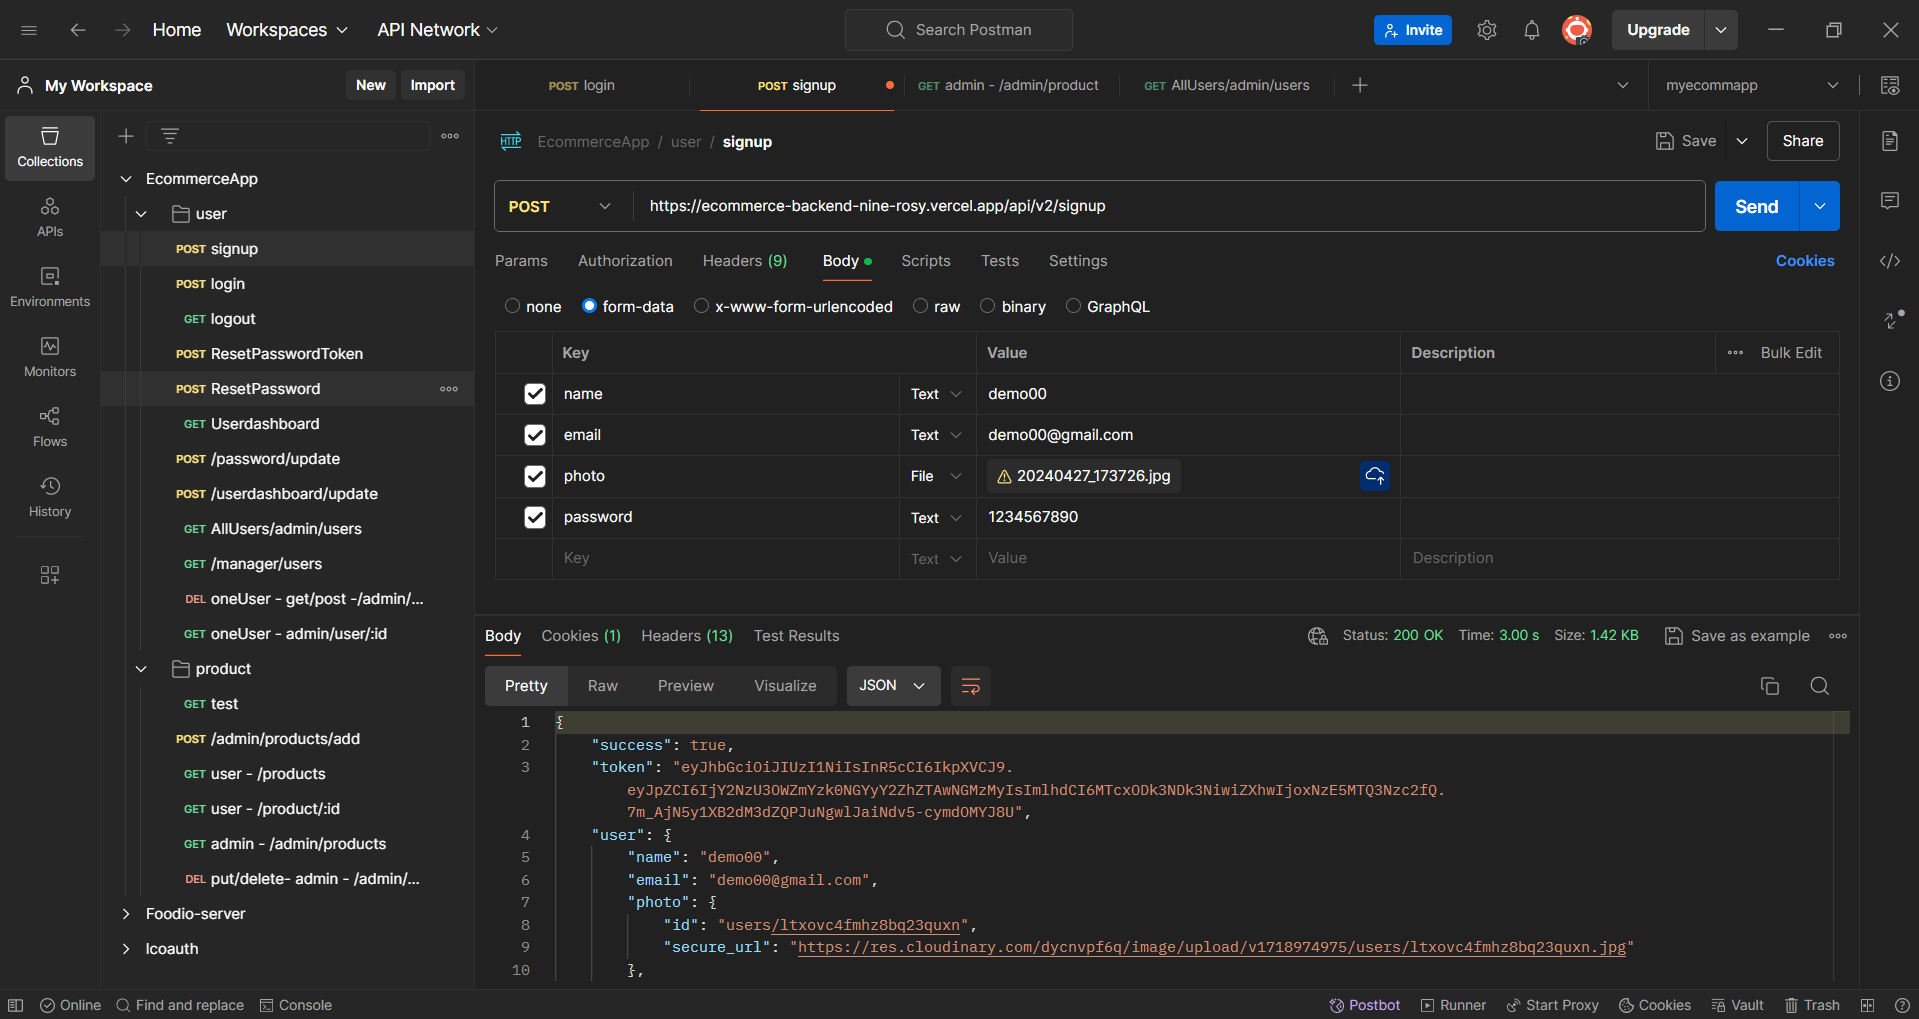 Home Workspaces API Network Search Postman Invite Upgrade
My Workspace New Import POST login POST signup GET admin - /admin/product GET AllUsers/admin/users myecommapp
Collections
APIs
Environments
Monitors
Flows
History
EcommerceApp
user
POST signup
POST login
GET logout
POST ResetPasswordToken
POST ResetPassword
GET Userdashboard
POST /password/update
POST /userdashboard/update
GET AllUsers/admin/users
GET /manager/users
DEL oneUser - get/post -/admin/...
GET oneUser - admin/user/:id
product
GET test
POST /admin/products/add
GET user - /products
GET user - /product/:id
GET admin - /admin/products
DEL put/delete- admin - /admin/...
Foodio-server
lcoauth
HTTP EcommerceApp / user / signup Save Share
POST https://ecommerce-backend-nine-rosy.vercel.app/api/v2/signup Send
Params Authorization Headers (9) Body Scripts Tests Settings Cookies
none form-data x-www-form-urlencoded raw binary GraphQL
Key Value Description Bulk Edit
name Text demo00
email Text demo00@gmail.com
photo File 20240427_173726.jpg
password Text 1234567890
Key Text Value Description
Body Cookies (1) Headers (13) Test Results Status: 200 OK Time: 3.00 s Size: 1.42 KB Save as example
Pretty Raw Preview Visualize JSON
1 {
2 "success": true,
3 "token": "eyJhbGciOiJIUzI1NiIsInR5cCI6IkpXVCJ9.
eyJpZCI6IjY2NzU3OWZmYzk0NGYyY2ZhZTAwNGMzMyIsImlhdCI6MTcxODk3NDk3NiwiZXhwIjoxNzE5MTQ3Nzc2fQ.
7m_AjN5y1XB2dM3dZQPJuNgwlJaiNdv5-cymdOMYJ8U",
4 "user": {
5 "name": "demo00",
6 "email": "demo00@gmail.com",
7 "photo": {
8 "id": "users/ltxovc4fmhz8bq23quxn",
9 "secure_url": "https://res.cloudinary.com/dycnvpf6q/image/upload/v1718974975/users/ltxovc4fmhz8bq23quxn.jpg"
10 },
Online Find and replace Console Postbot Runner Start Proxy Cookies Vault Trash